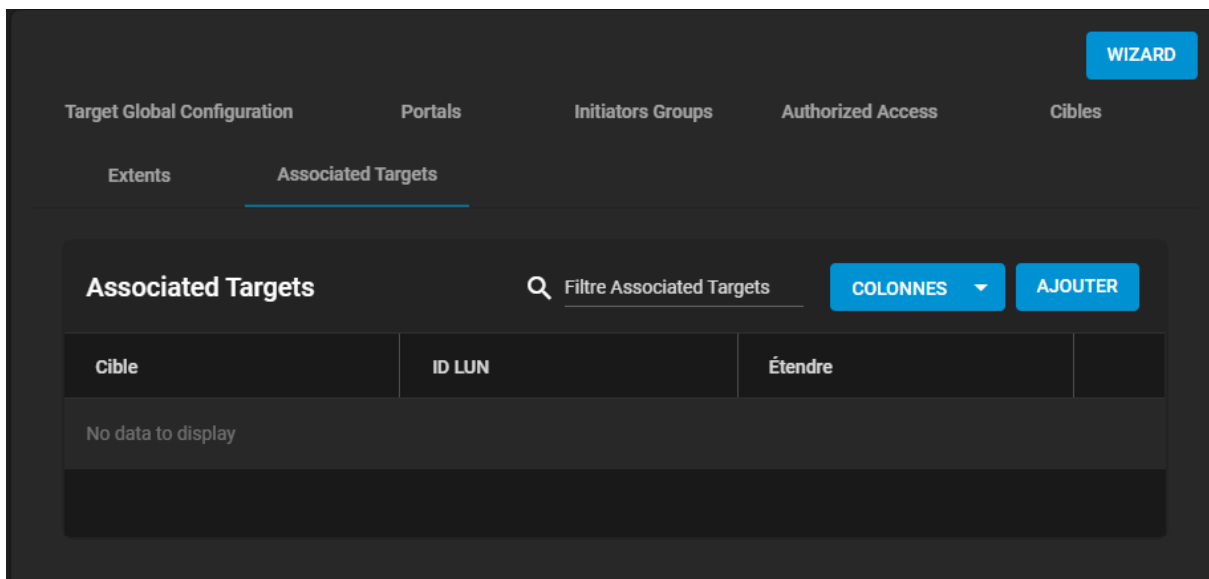 WIZARD
Target Global Configuration Portals Initiators Groups Authorized Access Cibles
Extents Associated Targets
Associated Targets Filtre Associated Targets COLONNES AJOUTER
Cible ID LUN Étendre
No data to display